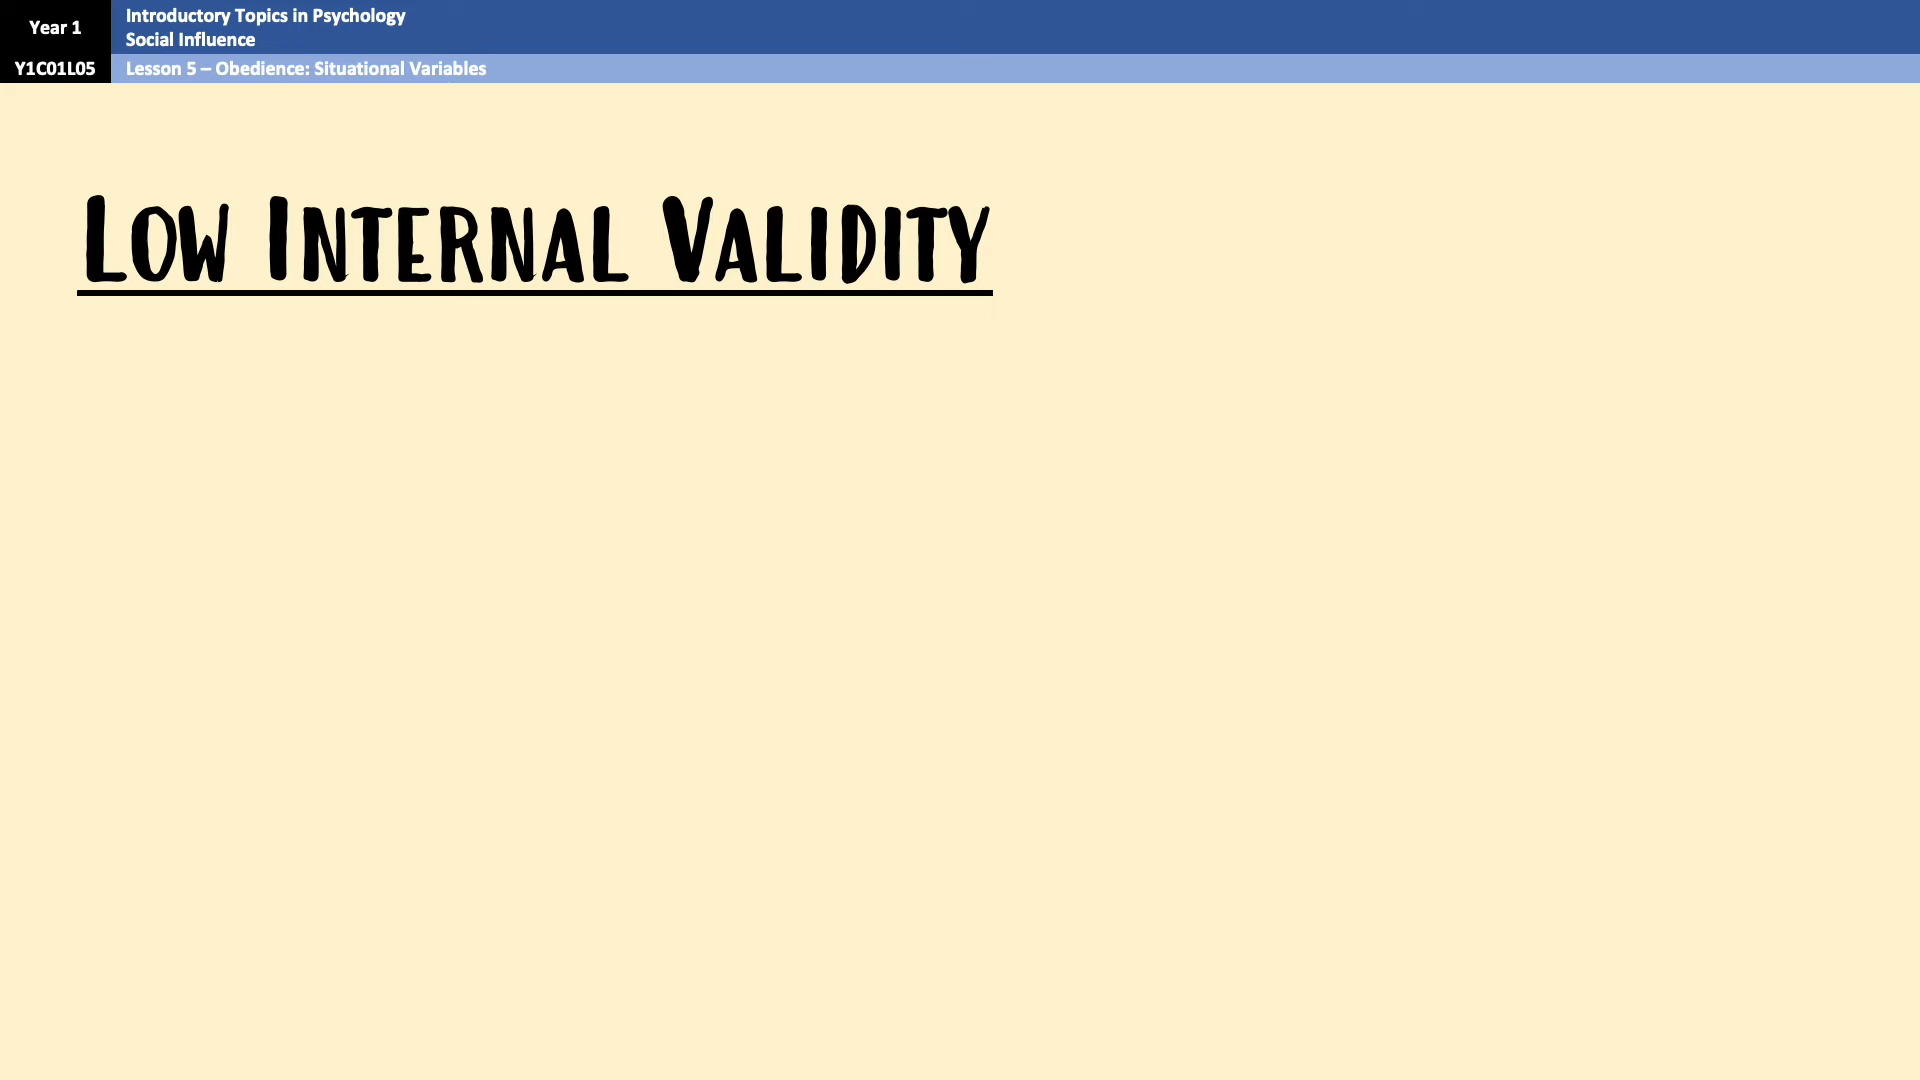 Year 1
Introductory Topics in Psychology
Social Influence
Y1C01L05
Lesson 5 – Obedience: Situational Variables
Low Internal Validity